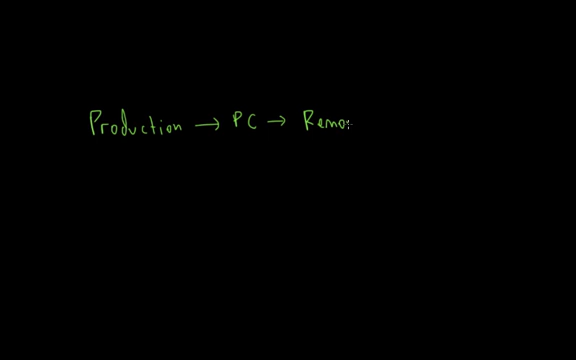 Production → PC → Remo